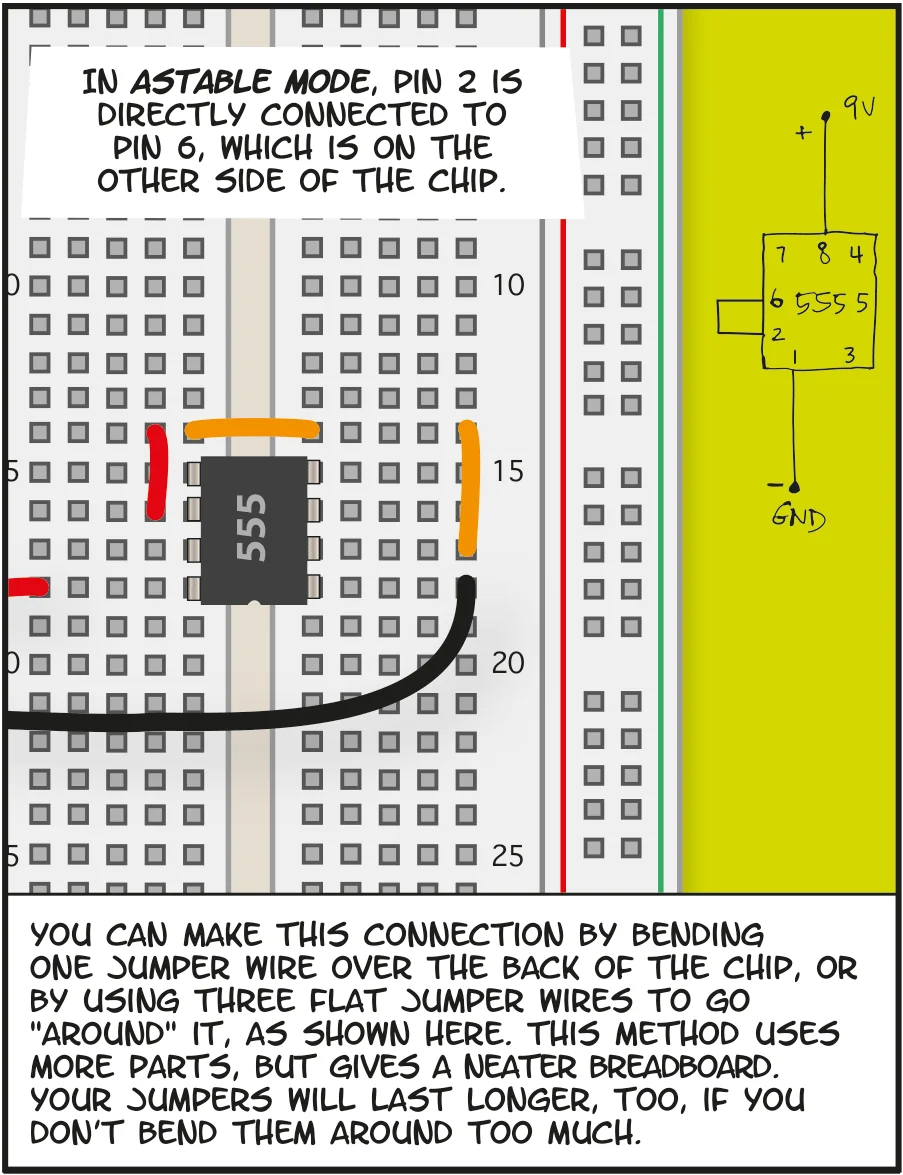 IN ASTABLE MODE, PIN 2 IS
DIRECTLY CONNECTED TO
PIN 6, WHICH IS ON THE
OTHER SIDE OF THE CHIP.
+ 9V
7 8 4
6 555 5
2
1 3
- GND
0 10
5 15
555
0 20
5 25
YOU CAN MAKE THIS CONNECTION BY BENDING
ONE JUMPER WIRE OVER THE BACK OF THE CHIP, OR
BY USING THREE FLAT JUMPER WIRES TO GO
"AROUND" IT, AS SHOWN HERE. THIS METHOD USES
MORE PARTS, BUT GIVES A NEATER BREADBOARD.
YOUR JUMPERS WILL LAST LONGER, TOO, IF YOU
DON'T BEND THEM AROUND TOO MUCH.